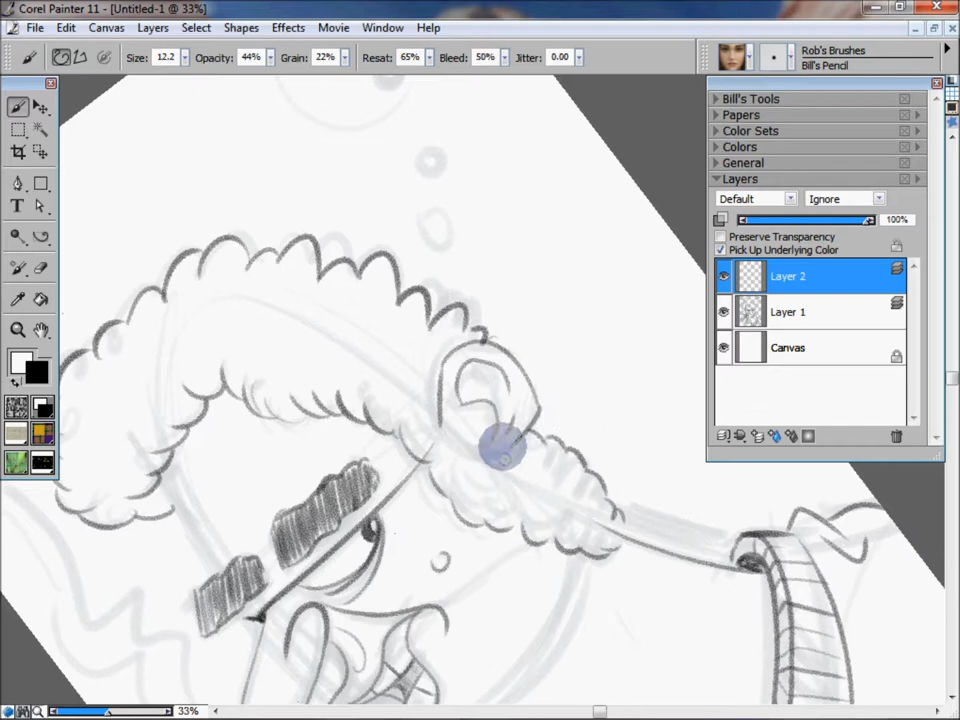 Corel Painter 11 - [Untitled-1 @ 33%]
File Edit Canvas Layers Select Shapes Effects Movie Window Help
Size: 12.2 Opacity: 44% Grain: 22% Resat: 65% Bleed: 50% Jitter: 0.00
Rob's Brushes
Bill's Pencil
Bill's Tools
Papers
Color Sets
Colors
General
Layers
Default Ignore
100%
Preserve Transparency
Pick Up Underlying Color
Layer 2
Layer 1
Canvas
33%